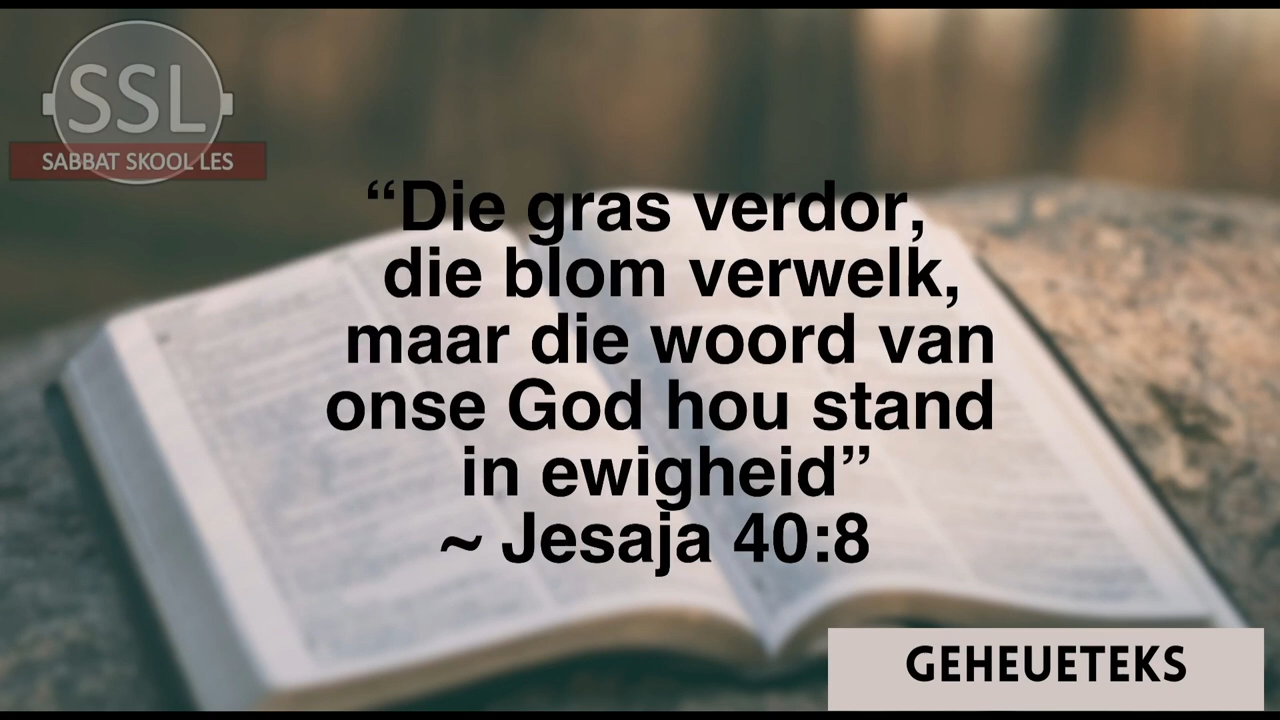 SSL
SABBAT SKOOL LES
“Die gras verdor,
die blom verwelk,
maar die woord van
onse God hou stand
in ewigheid”
~ Jesaja 40:8
GEHEUETEKS